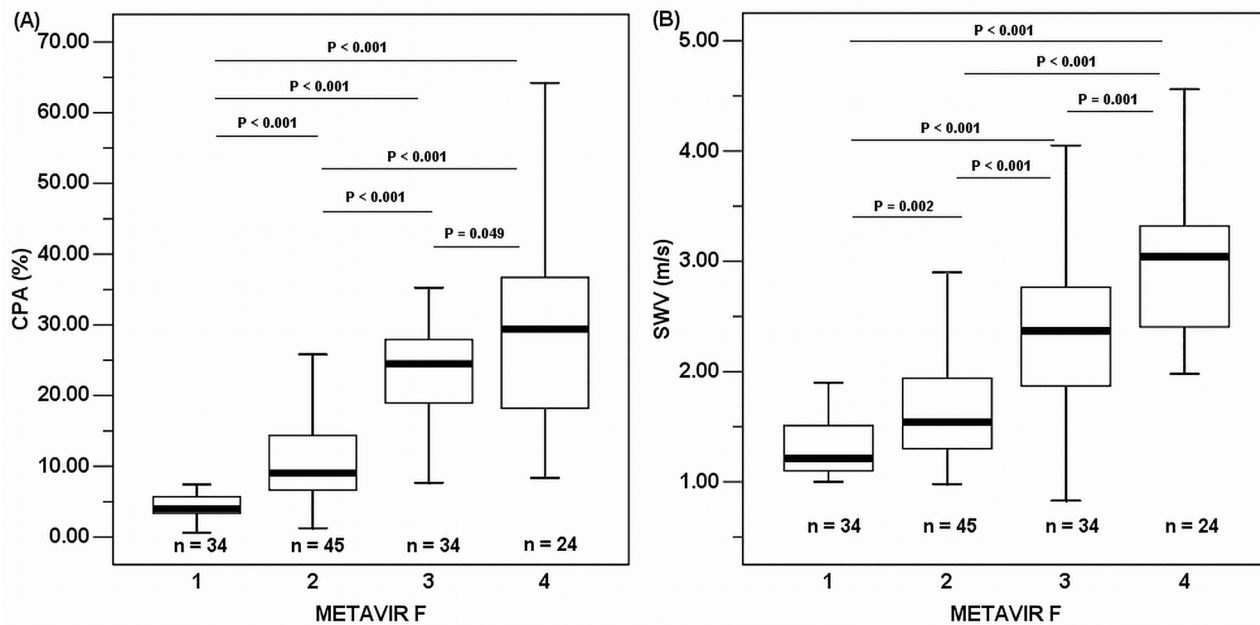 (A)
70.00
60.00
50.00
40.00
30.00
20.00
10.00
0.00
CPA (%)
P < 0.001
P < 0.001
P < 0.001
P < 0.001
P < 0.001
P = 0.049
n = 34 n = 45 n = 34 n = 24
1 2 3 4
METAVIR F
(B)
5.00
4.00
3.00
2.00
1.00
SWV (m/s)
P < 0.001
P < 0.001
P = 0.001
P < 0.001
P < 0.001
P = 0.002
n = 34 n = 45 n = 34 n = 24
1 2 3 4
METAVIR F